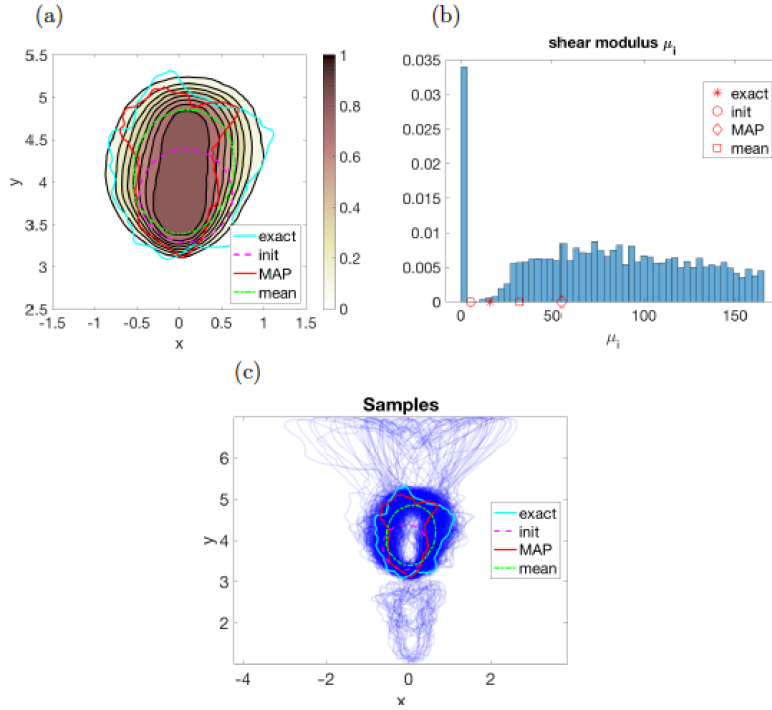 (a)
5.5
5
4.5
4
3.5
3
2.5
y
-1.5
-1
-0.5
0
0.5
1
1.5
x
1
0.8
0.6
0.4
0.2
0
exact
init
MAP
mean
(b)
shear modulus μi
0.035
0.03
0.025
0.02
0.015
0.01
0.005
0
0
50
100
150
μi
exact
init
MAP
mean
(c)
Samples
6
5
4
3
2
y
-4
-2
0
2
x
exact
init
MAP
mean